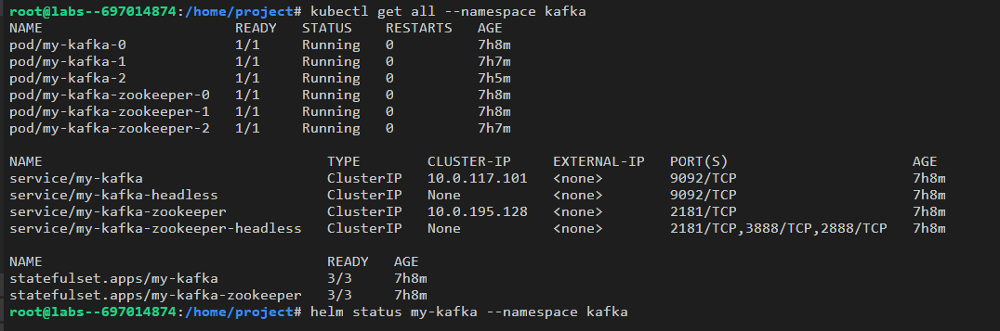 root@labs--697014874:/home/project# kubectl get all --namespace kafka
NAME                       READY   STATUS    RESTARTS   AGE
pod/my-kafka-0             1/1     Running   0          7h8m
pod/my-kafka-1             1/1     Running   0          7h7m
pod/my-kafka-2             1/1     Running   0          7h5m
pod/my-kafka-zookeeper-0   1/1     Running   0          7h8m
pod/my-kafka-zookeeper-1   1/1     Running   0          7h8m
pod/my-kafka-zookeeper-2   1/1     Running   0          7h7m
NAME                                  TYPE        CLUSTER-IP     EXTERNAL-IP   PORT(S)                      AGE
service/my-kafka                      ClusterIP   10.0.117.101   <none>        9092/TCP                     7h8m
service/my-kafka-headless             ClusterIP   None           <none>        9092/TCP                     7h8m
service/my-kafka-zookeeper            ClusterIP   10.0.195.128   <none>        2181/TCP                     7h8m
service/my-kafka-zookeeper-headless   ClusterIP   None           <none>        2181/TCP,3888/TCP,2888/TCP   7h8m
NAME                                  READY   AGE
statefulset.apps/my-kafka             3/3     7h8m
statefulset.apps/my-kafka-zookeeper   3/3     7h8m
root@labs--697014874:/home/project# helm status my-kafka --namespace kafka